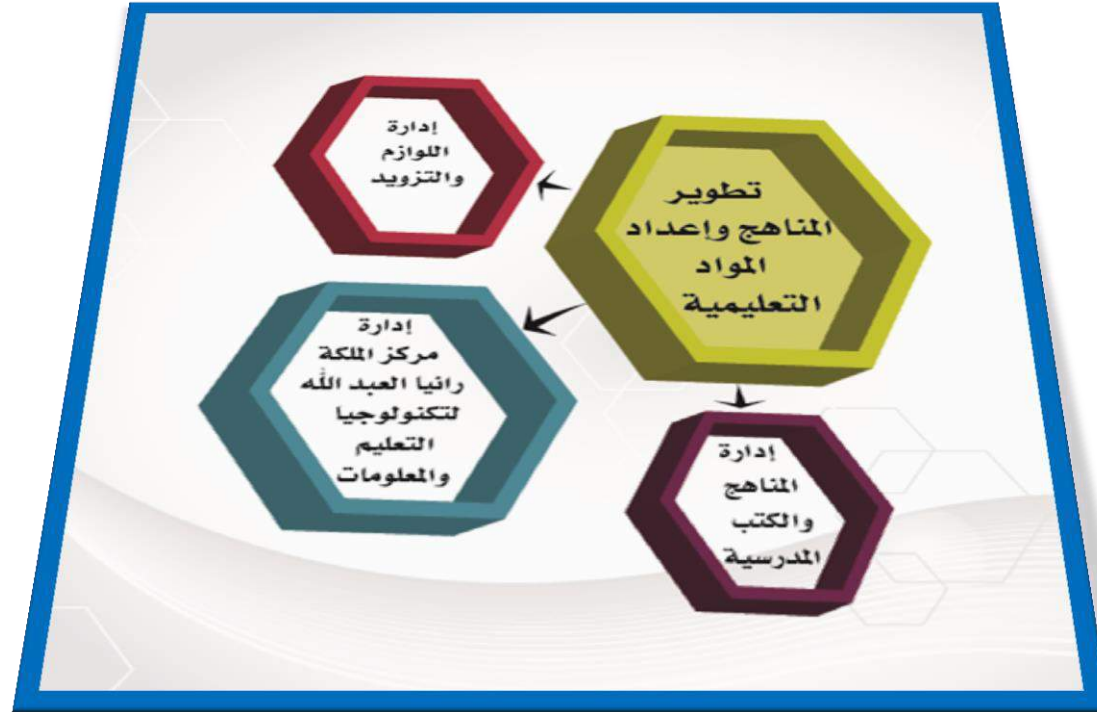 تطوير
المناهج وإعداد
المواد
التعليمية
إدارة
اللوازم
والتزويد
إدارة
مركز الملكة
رانيا العبد الله
لتكنولوجيا
التعليم
والمعلومات
إدارة
المناهج
والكتب
المدرسية